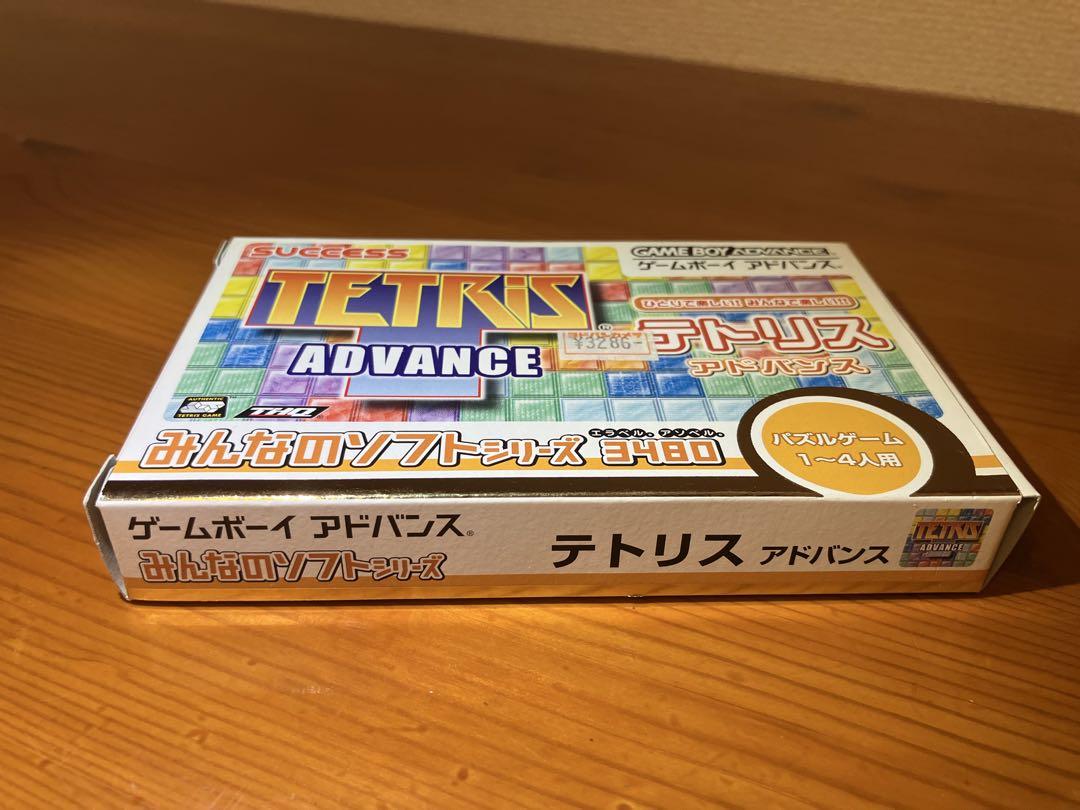 SUCCESS
GAME BOY ADVANCE
ゲームボーイ アドバンス®
TETRIS®
ADVANCE
ひとりで楽しい!! みんなで楽しい!!
テトリス
アドバンス
¥3286-
AUTHENTIC
TETRIS GAME
THQ
エラベル。アソベル。
みんなのソフトシリーズ 3480
パズルゲーム
1~4人用
ゲームボーイ アドバンス®
みんなのソフトシリーズ
テトリス アドバンス
TETRIS
ADVANCE